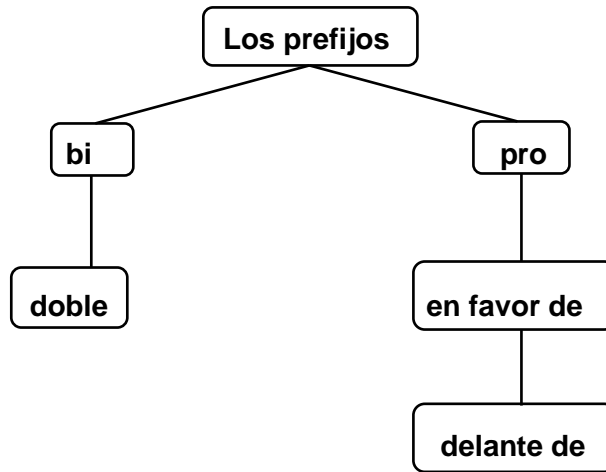 Los prefijos
bi
pro
doble
en favor de
delante de